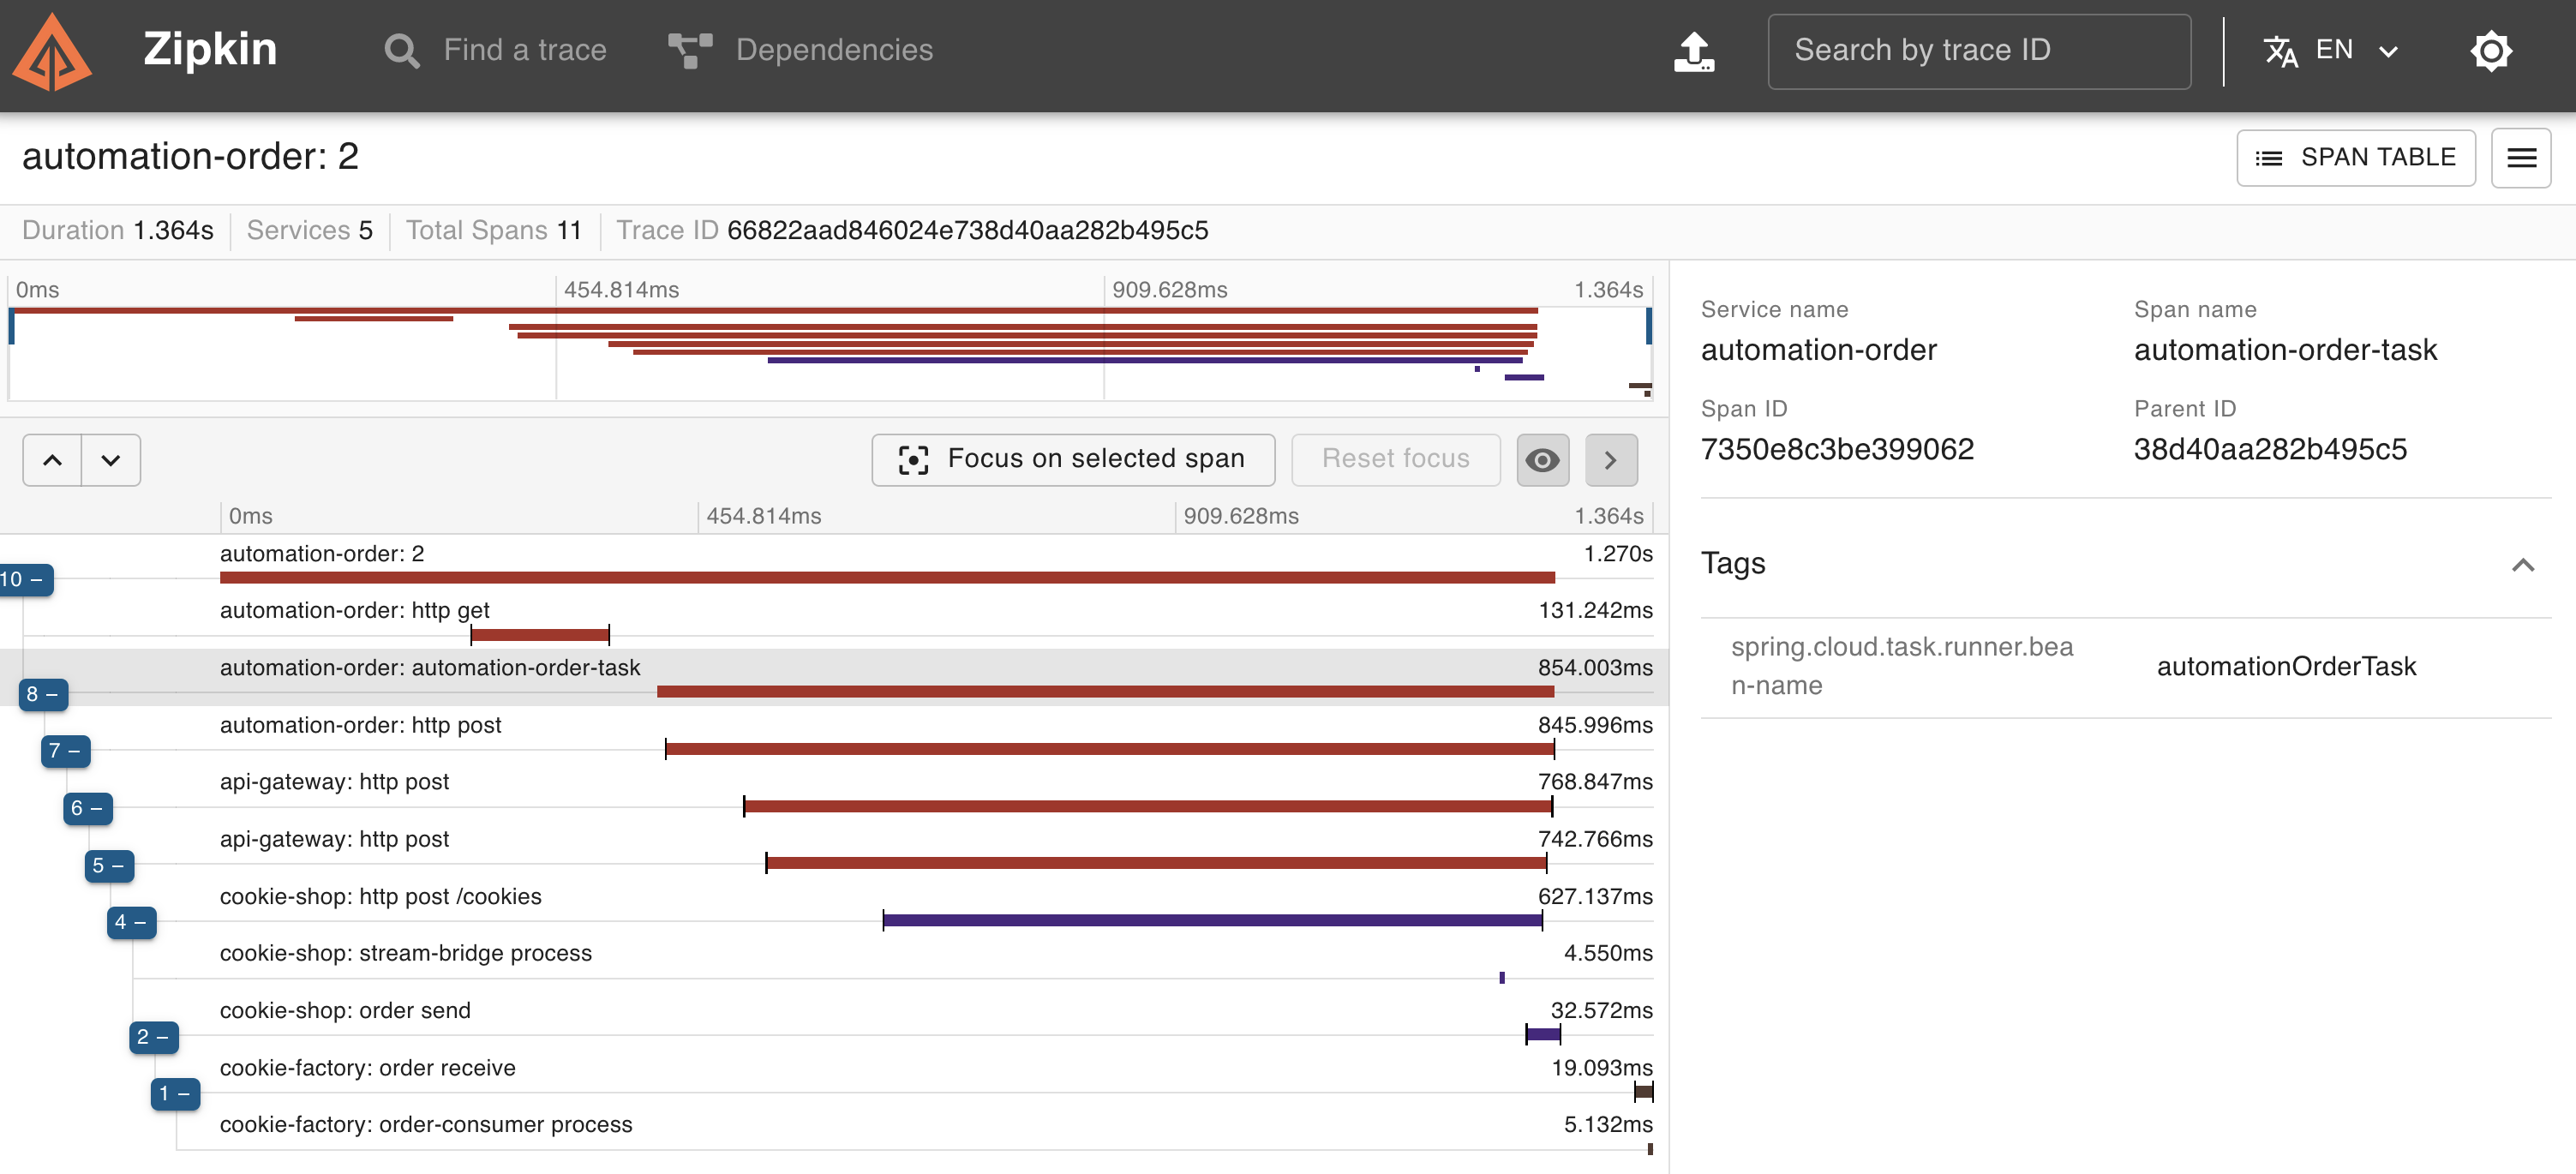 Zipkin
Find a trace
Dependencies
Search by trace ID
EN
automation-order: 2
SPAN TABLE
Duration 1.364s
Services 5
Total Spans 11
Trace ID 66822aad846024e738d40aa282b495c5
0ms
454.814ms
909.628ms
1.364s
Focus on selected span
Reset focus
0ms
454.814ms
909.628ms
1.364s
automation-order: 2
1.270s
10 –
automation-order: http get
131.242ms
automation-order: automation-order-task
854.003ms
8 –
automation-order: http post
845.996ms
7 –
api-gateway: http post
768.847ms
6 –
api-gateway: http post
742.766ms
5 –
cookie-shop: http post /cookies
627.137ms
4 –
cookie-shop: stream-bridge process
4.550ms
cookie-shop: order send
32.572ms
2 –
cookie-factory: order receive
19.093ms
1 –
cookie-factory: order-consumer process
5.132ms
Service name
automation-order
Span name
automation-order-task
Span ID
7350e8c3be399062
Parent ID
38d40aa282b495c5
Tags
spring.cloud.task.runner.bea
n-name
automationOrderTask